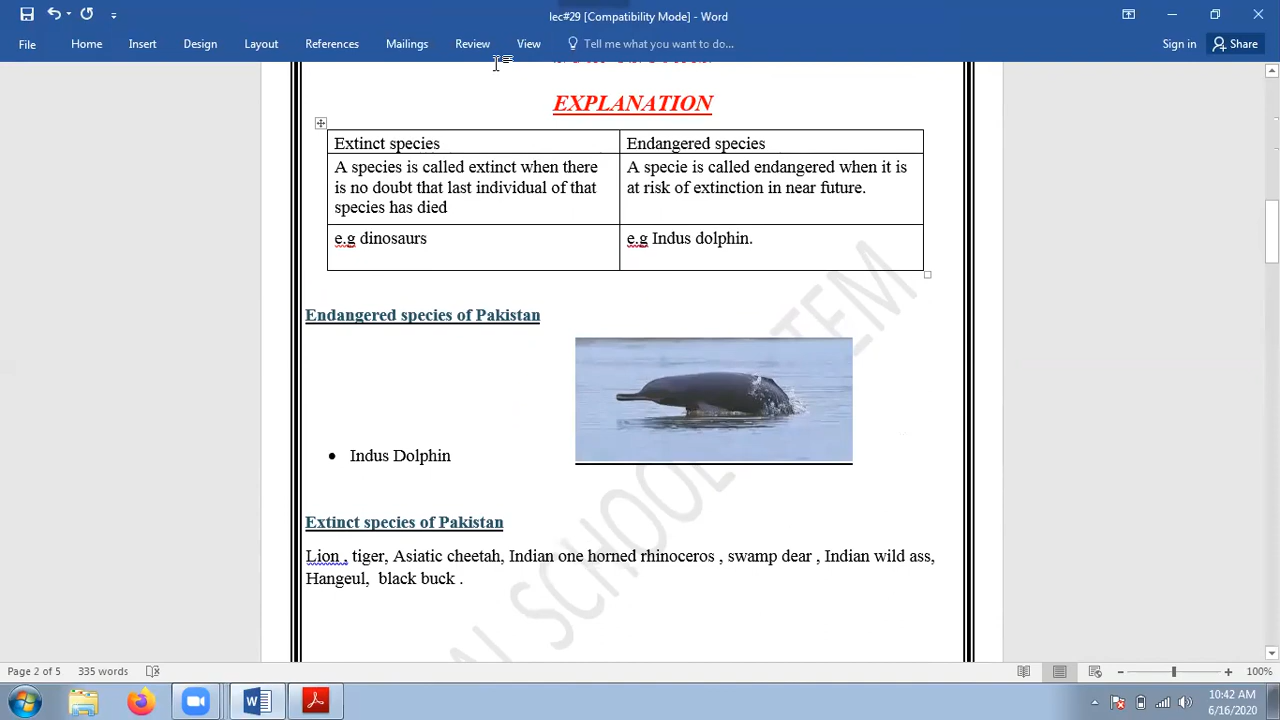 lec#29 [Compatibility Mode] - Word
File Home Insert Design Layout References Mailings Review View Tell me what you want to do... Sign in Share
EXPLANATION
Extinct species
Endangered species
A species is called extinct when there
is no doubt that last individual of that
species has died
A specie is called endangered when it is
at risk of extinction in near future.
e.g dinosaurs
e.g Indus dolphin.
Endangered species of Pakistan
• Indus Dolphin
Extinct species of Pakistan
Lion , tiger, Asiatic cheetah, Indian one horned rhinoceros , swamp dear , Indian wild ass,
Hangeul, black buck .
SCHOOL
Page 2 of 5 335 words 100%
10:42 AM
6/16/2020